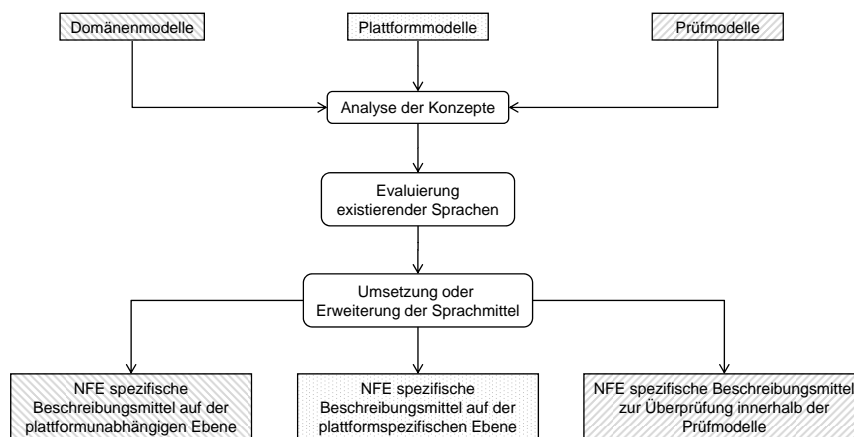 Domänenmodelle
Plattformmodelle
Prüfmodelle
Analyse der Konzepte
Evaluierung
existierender Sprachen
Umsetzung oder
Erweiterung der Sprachmittel
NFE spezifische
Beschreibungsmittel auf der
plattformunabhängigen Ebene
NFE spezifische
Beschreibungsmittel auf der
plattformspezifischen Ebene
NFE spezifische Beschreibungsmittel
zur Überprüfung innerhalb der
Prüfmodelle